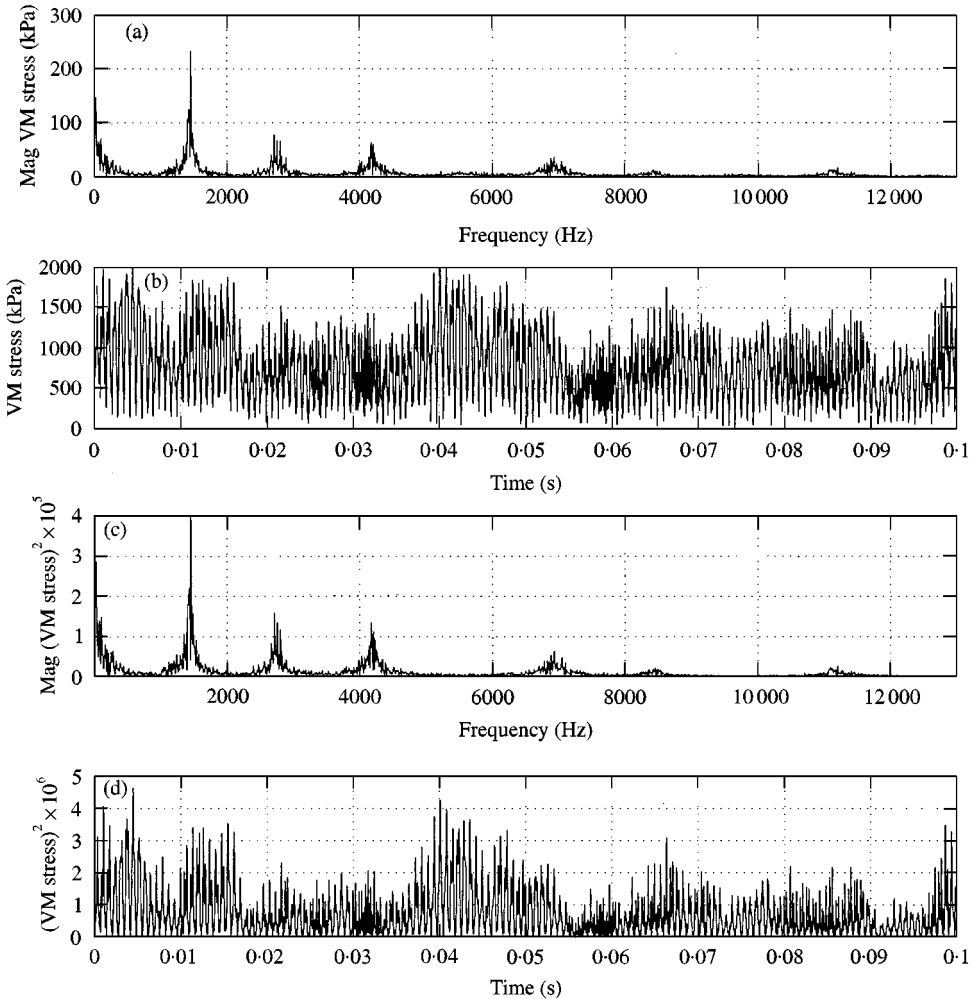 (a)
Mag VM stress (kPa)
300
200
100
0
0 2000 4000 6000 8000 10 000 12 000
Frequency (Hz)
(b)
VM stress (kPa)
2000
1500
1000
500
0
0 0·01 0·02 0·03 0·04 0·05 0·06 0·07 0·08 0·09 0·1
Time (s)
(c)
Mag (VM stress)² × 10⁵
4
3
2
1
0
2000 4000 6000 8000 10 000 12 000
Frequency (Hz)
(d)
(VM stress)² × 10⁶
5
4
3
2
1
0
0 0·01 0·02 0·03 0·04 0·05 0·06 0·07 0·08 0·09 0·1
Time (s)